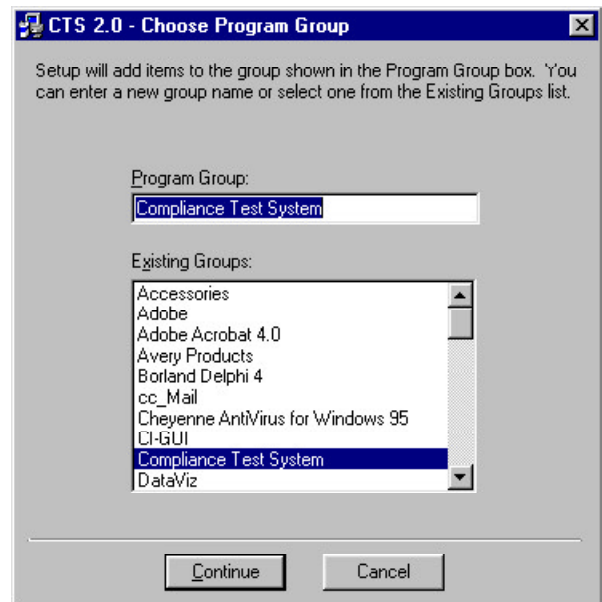 CTS 2.0 - Choose Program Group
Setup will add items to the group shown in the Program Group box. You
can enter a new group name or select one from the Existing Groups list.
Program Group:
Compliance Test System
Existing Groups:
Accessories
Adobe
Adobe Acrobat 4.0
Avery Products
Borland Delphi 4
cc_Mail
Cheyenne AntiVirus for Windows 95
CI-GUI
Compliance Test System
DataViz
Continue
Cancel